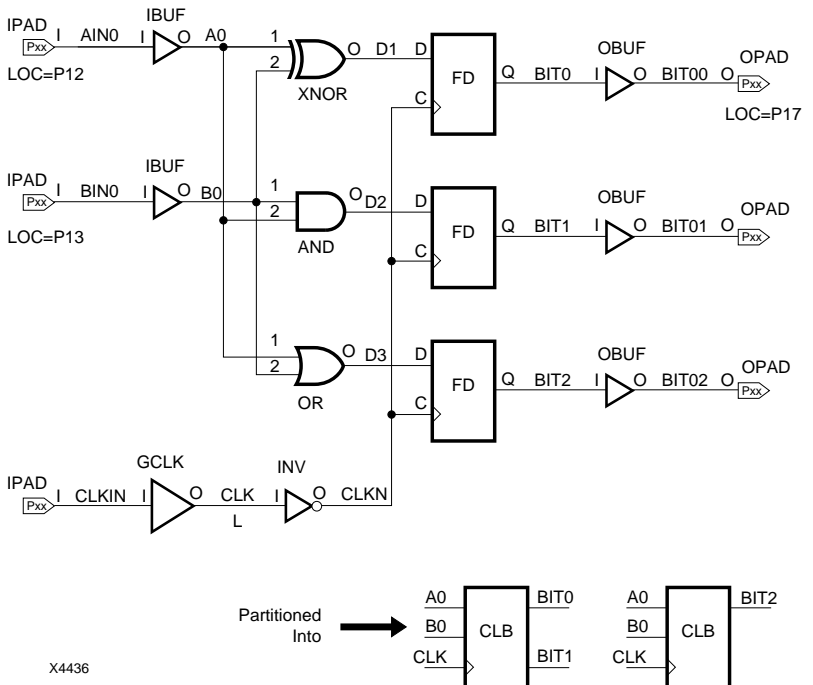 IBUF
IPAD I AIN0 I O A0 1 O D1 D Q BIT0 I OBUF O BIT00 O OPAD
Pxx FD Pxx
LOC=P12 2 XNOR C LOC=P17
IBUF
IPAD I BIN0 I O B0 1 O D2 D Q BIT1 I OBUF O BIT01 O OPAD
Pxx 2 FD Pxx
LOC=P13 AND C
1 O D3 D Q BIT2 I OBUF O BIT02 O OPAD
2 FD Pxx
OR C
GCLK INV
IPAD I CLKIN I O CLK I O CLKN
Pxx L
Partitioned
Into
A0 BIT0 A0 BIT2
B0 CLB B0 CLB
CLK BIT1 CLK
X4436